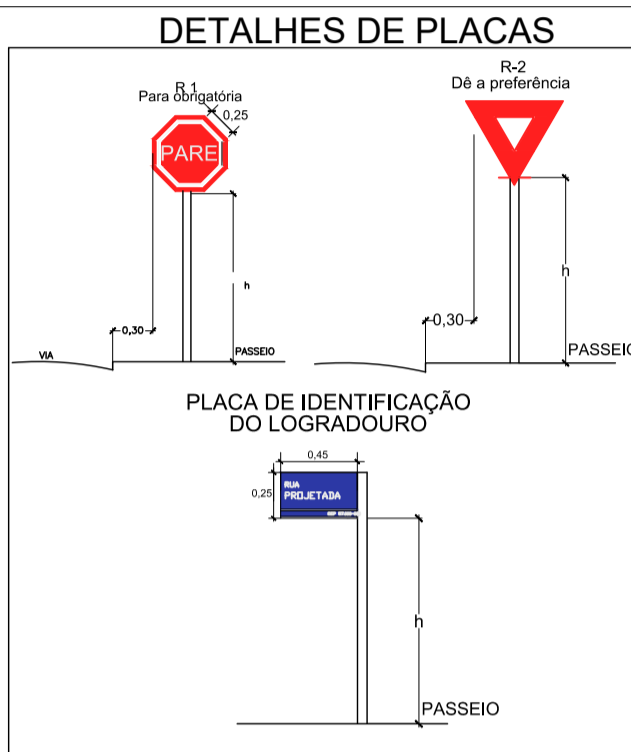 DETALHES DE PLACAS
R 1
Para obrigatória
0,25
PARE
h
0,30
VIA
PASSEIO
R-2
Dê a preferência
h
0,30
PASSEIO
PLACA DE IDENTIFICAÇÃO
DO LOGRADOURO
0,45
0,25
RUA
PROJETADA
h
PASSEIO